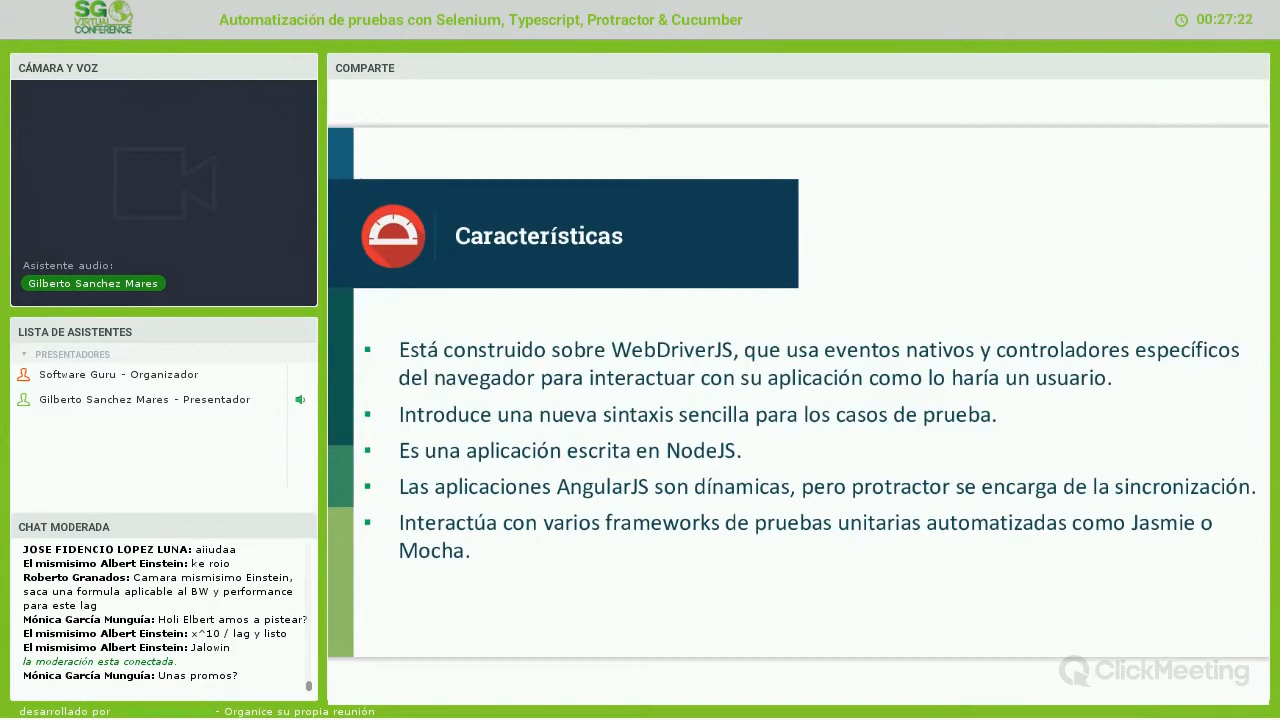 SG
VIRTUAL
CONFERENCE
Automatización de pruebas con Selenium, Typescript, Protractor & Cucumber
00:27:22
CÁMARA Y VOZ
Asistente audio:
Gilberto Sanchez Mares
LISTA DE ASISTENTES
PRESENTADORES
Software Guru - Organizador
Gilberto Sanchez Mares - Presentador
CHAT MODERADA
JOSE FIDENCIO LOPEZ LUNA: aiiudaa
El mismisimo Albert Einstein: ke roio
Roberto Granados: Camara mismisimo Einstein,
saca una formula aplicable al BW y performance
para este lag
Mónica García Munguía: Holi Elbert amos a pistear?
El mismisimo Albert Einstein: x^10 / lag y listo
El mismisimo Albert Einstein: Jalowin
la moderación esta conectada.
Mónica García Munguía: Unas promos?
COMPARTE
Características
▪ Está construido sobre WebDriverJS, que usa eventos nativos y controladores específicos
del navegador para interactuar con su aplicación como lo haría un usuario.
▪ Introduce una nueva sintaxis sencilla para los casos de prueba.
▪ Es una aplicación escrita en NodeJS.
▪ Las aplicaciones AngularJS son dínamicas, pero protractor se encarga de la sincronización.
▪ Interactúa con varios frameworks de pruebas unitarias automatizadas como Jasmie o
Mocha.
ClickMeeting
desarrollado por - Organice su propia reunión